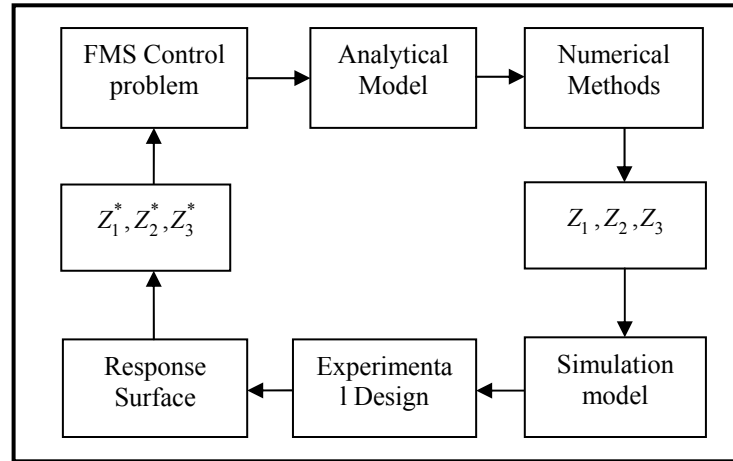 FMS Control
problem
Analytical
Model
Numerical
Methods
Z₁*, Z₂*, Z₃*
Z₁, Z₂, Z₃
Response
Surface
Experimenta
l Design
Simulation
model